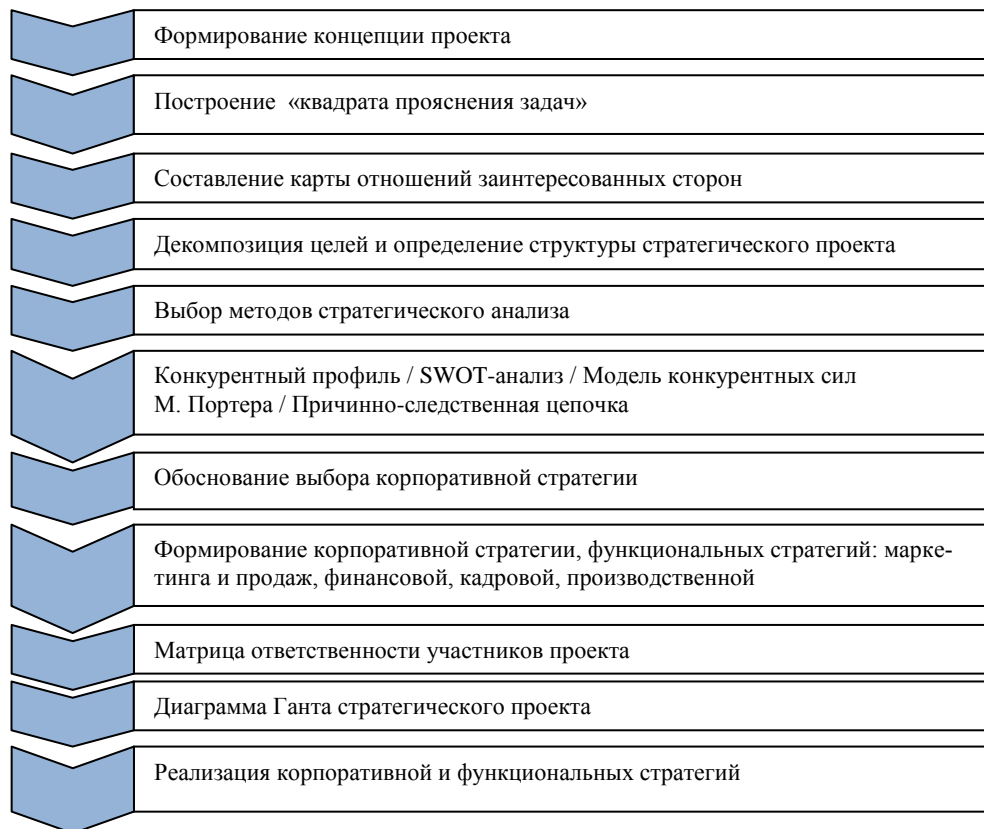 Формирование концепции проекта
Построение «квадрата прояснения задач»
Составление карты отношений заинтересованных сторон
Декомпозиция целей и определение структуры стратегического проекта
Выбор методов стратегического анализа
Конкурентный профиль / SWOT-анализ / Модель конкурентных сил
М. Портера / Причинно-следственная цепочка
Обоснование выбора корпоративной стратегии
Формирование корпоративной стратегии, функциональных стратегий: марке-
тинга и продаж, финансовой, кадровой, производственной
Матрица ответственности участников проекта
Диаграмма Ганта стратегического проекта
Реализация корпоративной и функциональных стратегий